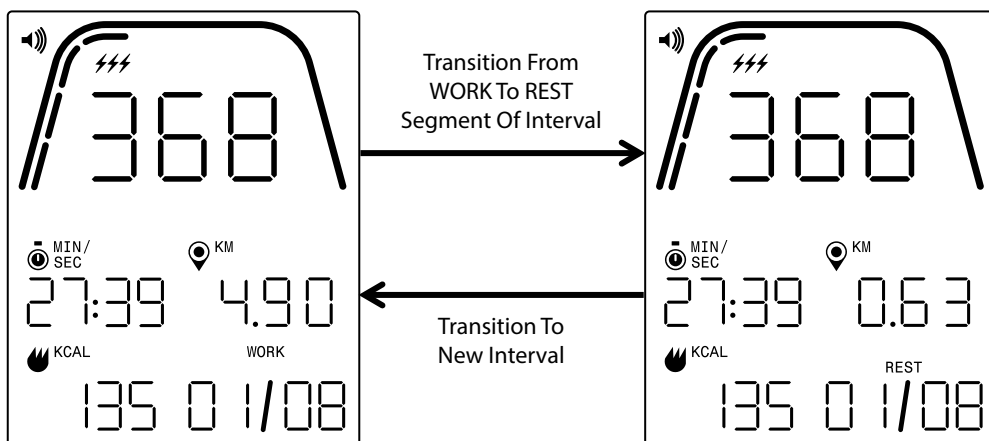 368
MIN/
SEC
KM
27:39 4.90
KCAL WORK
135 01/08
Transition From
WORK To REST
Segment Of Interval
Transition To
New Interval
368
MIN/
SEC
KM
27:39 0.63
KCAL
REST
135 01/08